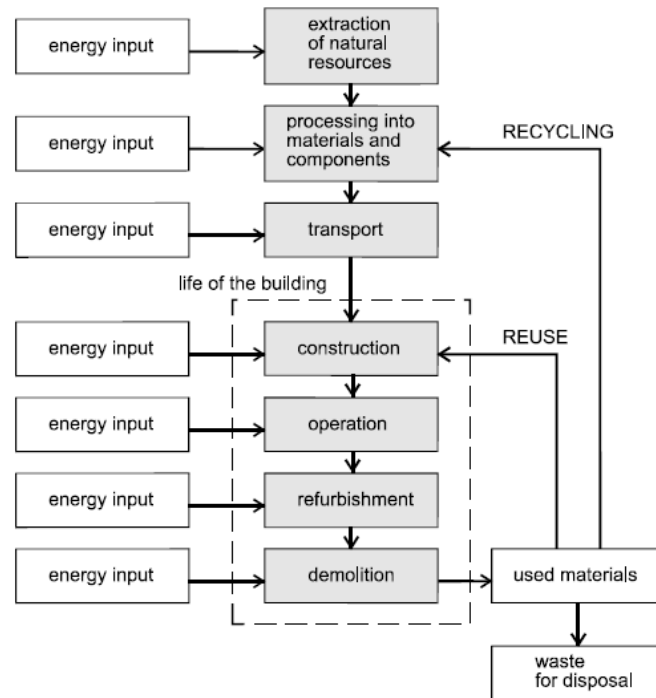 energy input
extraction
of natural
resources
energy input
processing into
materials and
components
RECYCLING
energy input
transport
life of the building
energy input
construction
REUSE
energy input
operation
energy input
refurbishment
energy input
demolition
used materials
waste
for disposal